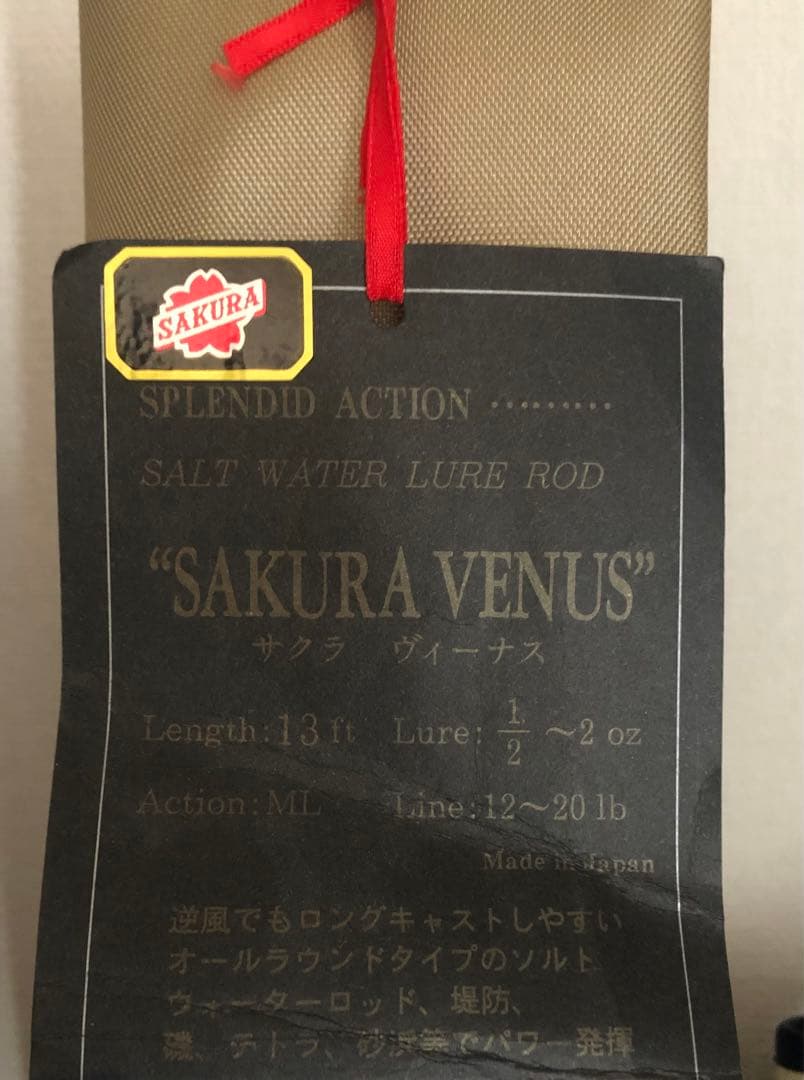 SAKURA
SPLENDID ACTION ·········
SALT WATER LURE ROD
“SAKURA VENUS”
サクラ ヴィーナス
Length:13 ft Lure: 1/2 ～2 oz
Action:ML Line:12～20 lb
Made in Japan
逆風でもロングキャストしやすい
オールラウンドタイプのソルト
ウォーターロッド、堤防、
磯、テトラ、砂浜等でパワー発揮